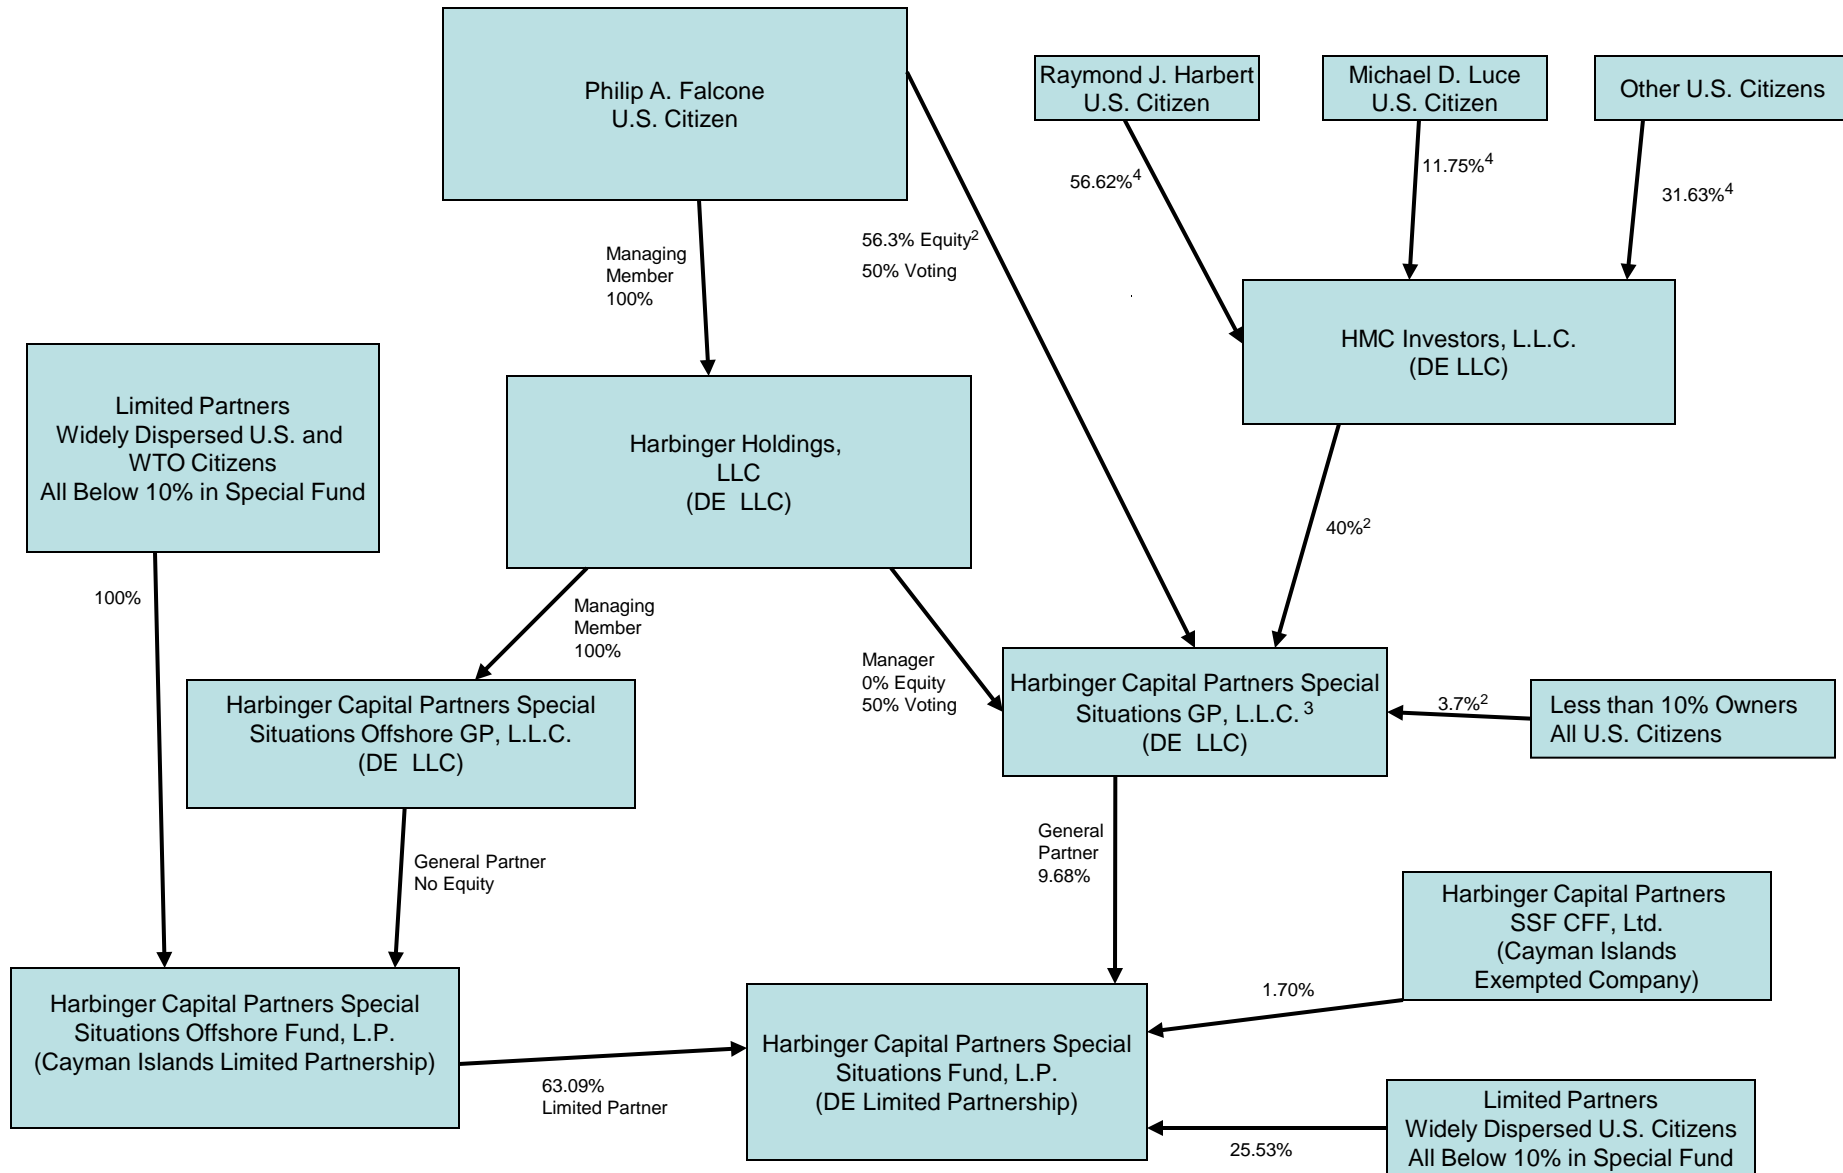 Philip A. Falcone
U.S. Citizen
Raymond J. Harbert
U.S. Citizen
Michael D. Luce
U.S. Citizen
Other U.S. Citizens
56.62%4
11.75%4
31.63%4
Managing
Member
100%
56.3% Equity2
50% Voting
HMC Investors, L.L.C.
(DE LLC)
Limited Partners
Widely Dispersed U.S. and
WTO Citizens
All Below 10% in Special Fund
Harbinger Holdings,
LLC
(DE LLC)
40%2
100%
Managing
Member
100%
Manager
0% Equity
50% Voting
Harbinger Capital Partners Special
Situations Offshore GP, L.L.C.
(DE LLC)
Harbinger Capital Partners Special
Situations GP, L.L.C. 3
(DE LLC)
3.7%2
Less than 10% Owners
All U.S. Citizens
General Partner
No Equity
General
Partner
9.68%
Harbinger Capital Partners
SSF CFF, Ltd.
(Cayman Islands
Exempted Company)
1.70%
Harbinger Capital Partners Special
Situations Offshore Fund, L.P.
(Cayman Islands Limited Partnership)
63.09%
Limited Partner
Harbinger Capital Partners Special
Situations Fund, L.P.
(DE Limited Partnership)
25.53%
Limited Partners
Widely Dispersed U.S. Citizens
All Below 10% in Special Fund